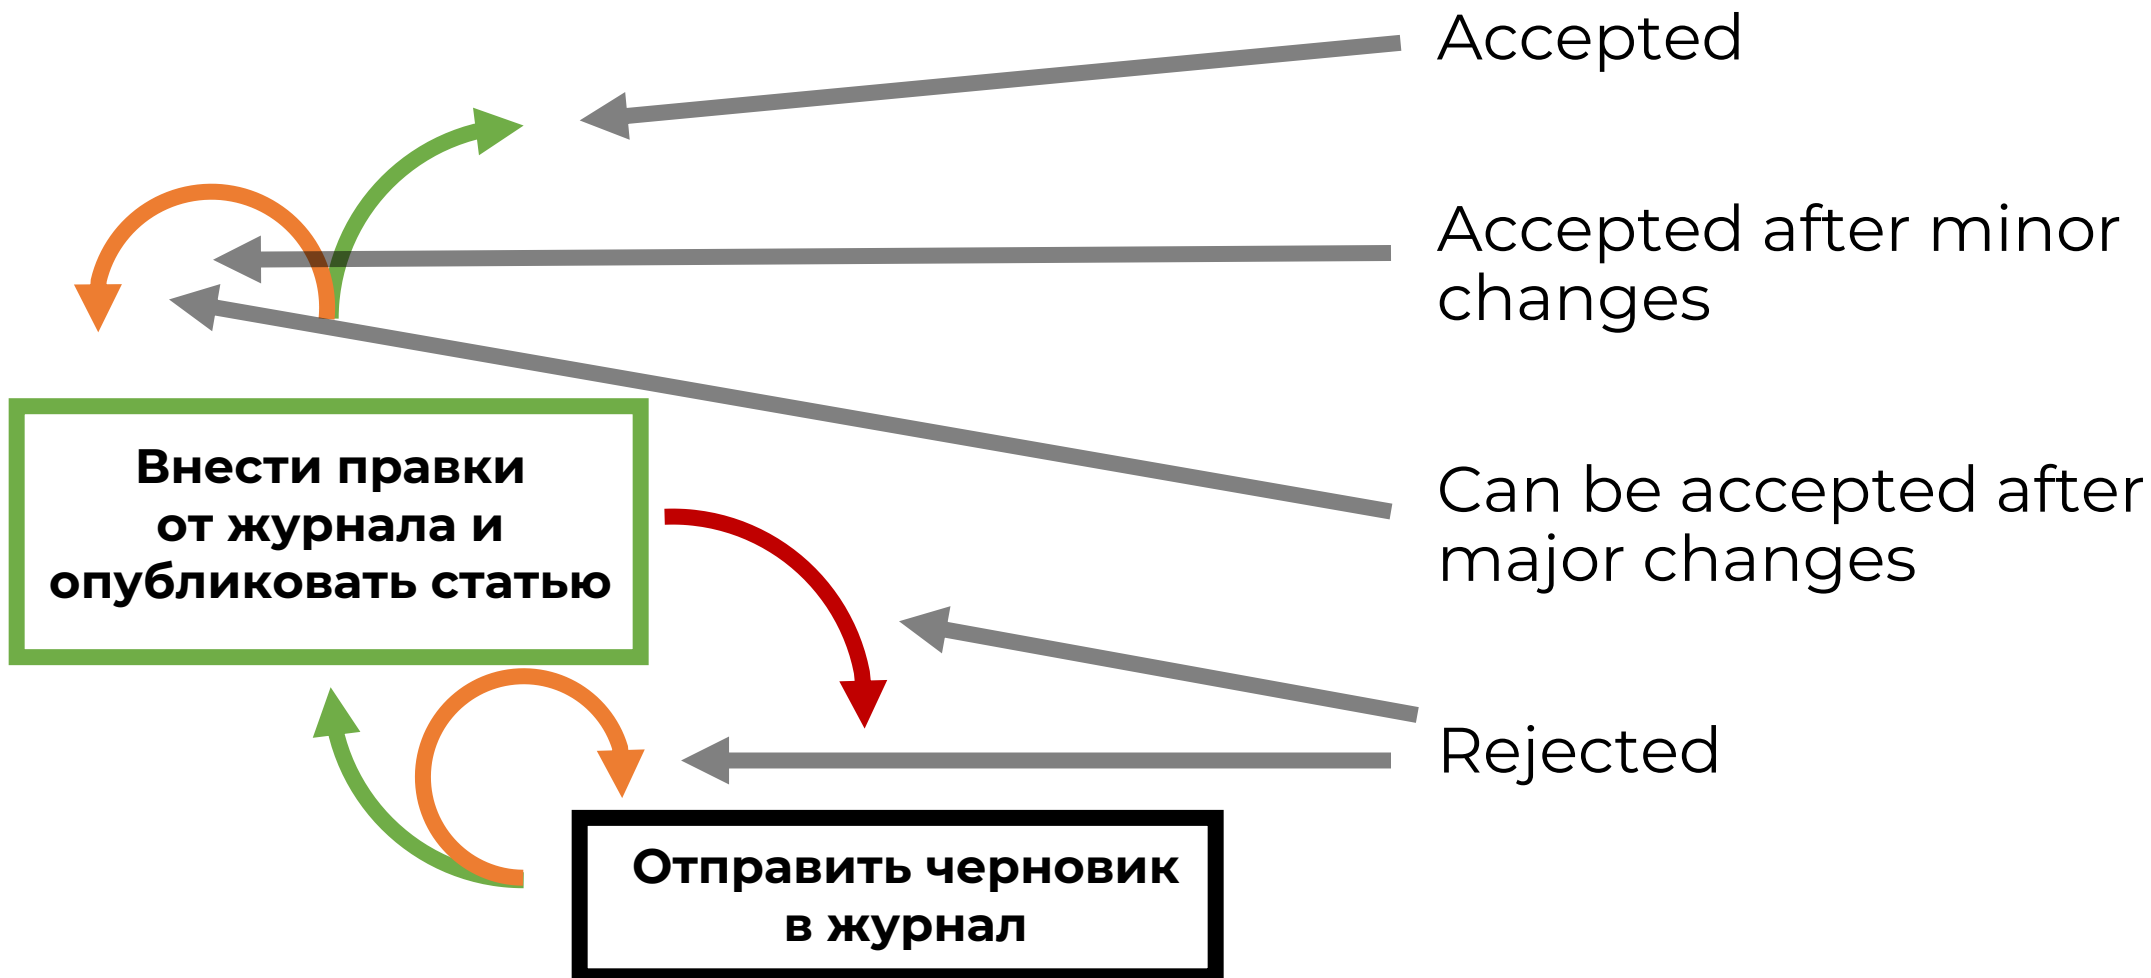 Accepted
Accepted after minor
changes
Внести правки
от журнала и
опубликовать статью
Can be accepted after
major changes
Rejected
Отправить черновик
в журнал